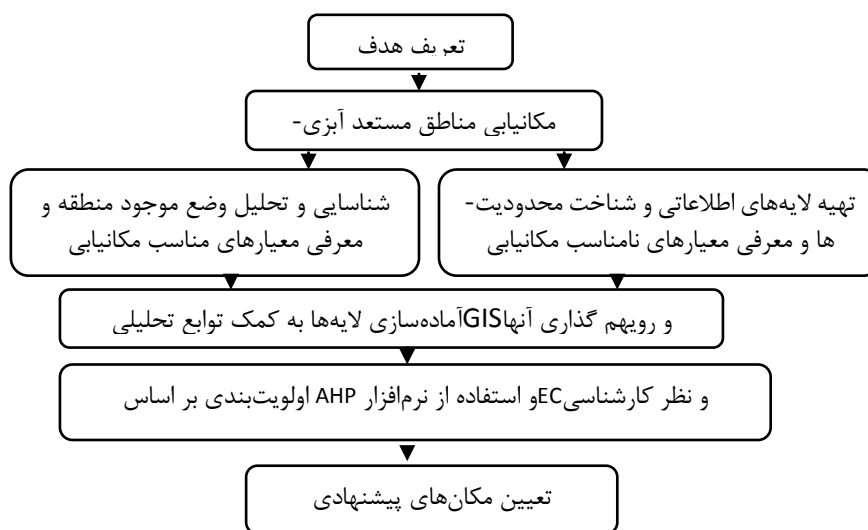 تعریف هدف
مکانیابی مناطق مستعد آبزی-
تهیه لایه‌های اطلاعاتی و شناخت محدودیت-
ها و معرفی معیارهای نامناسب مکانیابی
شناسایی و تحلیل وضع موجود منطقه و
معرفی معیارهای مناسب مکانیابی
و رویهم گذاری آنهاGISآماده‌سازی لایه‌ها به کمک توابع تحلیلی
و نظر کارشناسیECو استفاده از نرم‌افزار AHP اولویت‌بندی بر اساس
تعیین مکان‌های پیشنهادی